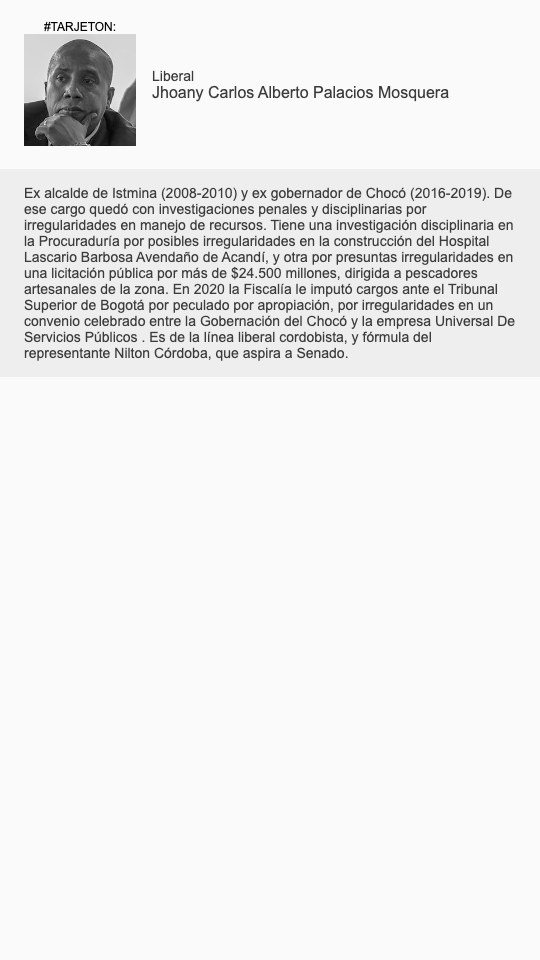 #TARJETON:
Liberal
Jhoany Carlos Alberto Palacios Mosquera
Ex alcalde de Istmina (2008-2010) y ex gobernador de Chocó (2016-2019). De
ese cargo quedó con investigaciones penales y disciplinarias por
irregularidades en manejo de recursos. Tiene una investigación disciplinaria en
la Procuraduría por posibles irregularidades en la construcción del Hospital
Lascario Barbosa Avendaño de Acandí, y otra por presuntas irregularidades en
una licitación pública por más de $24.500 millones, dirigida a pescadores
artesanales de la zona. En 2020 la Fiscalía le imputó cargos ante el Tribunal
Superior de Bogotá por peculado por apropiación, por irregularidades en un
convenio celebrado entre la Gobernación del Chocó y la empresa Universal De
Servicios Públicos . Es de la línea liberal cordobista, y fórmula del
representante Nilton Córdoba, que aspira a Senado.